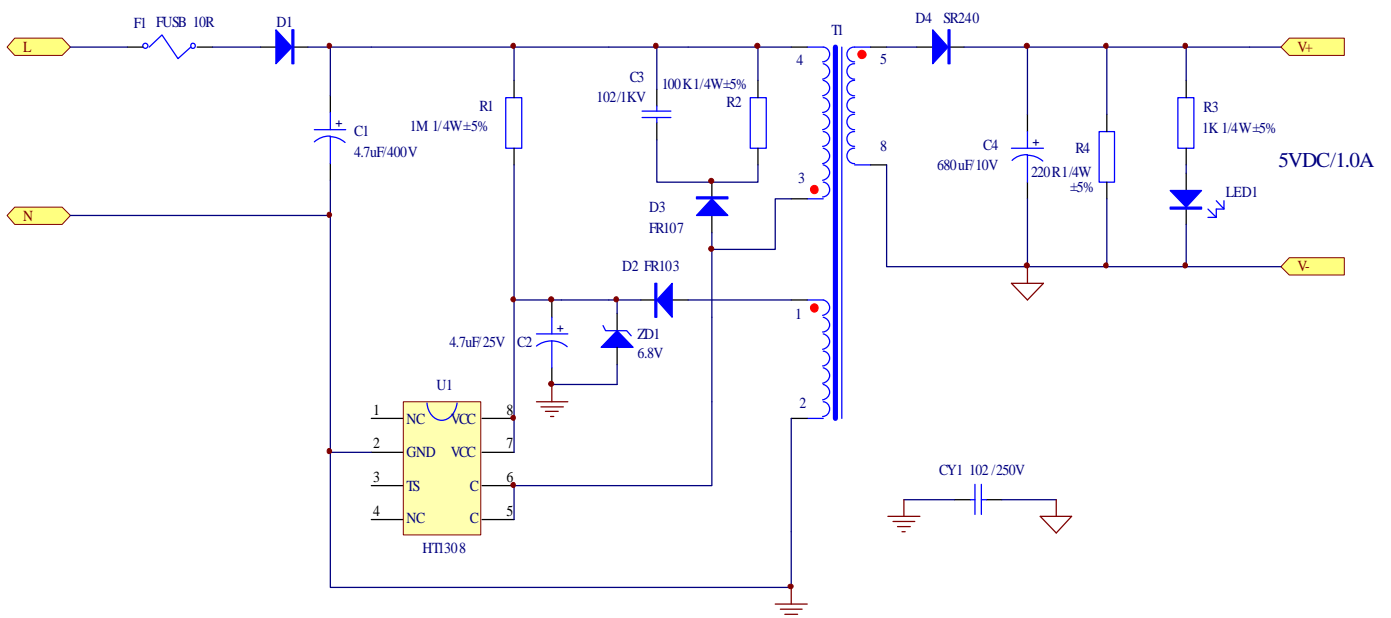 F1 FUSB 10R
D1
L
C1
4.7uF/400V
N
R1
1M 1/4W±5%
C3
102/1KV
100K1/4W±5%
R2
D3
FR107
T1
4
3
1
2
5
8
D4 SR240
C4
680uF/10V
R4
220R1/4W
±5%
R3
1K 1/4W±5%
LED1
V+
5VDC/1.0A
V-
D2 FR103
4.7uF/25V
C2
ZD1
6.8V
U1
1 NC VCC 8
2 GND VCC 7
3 TS C 6
4 NC C 5
HT1308
CY1 102/250V
+
+
+